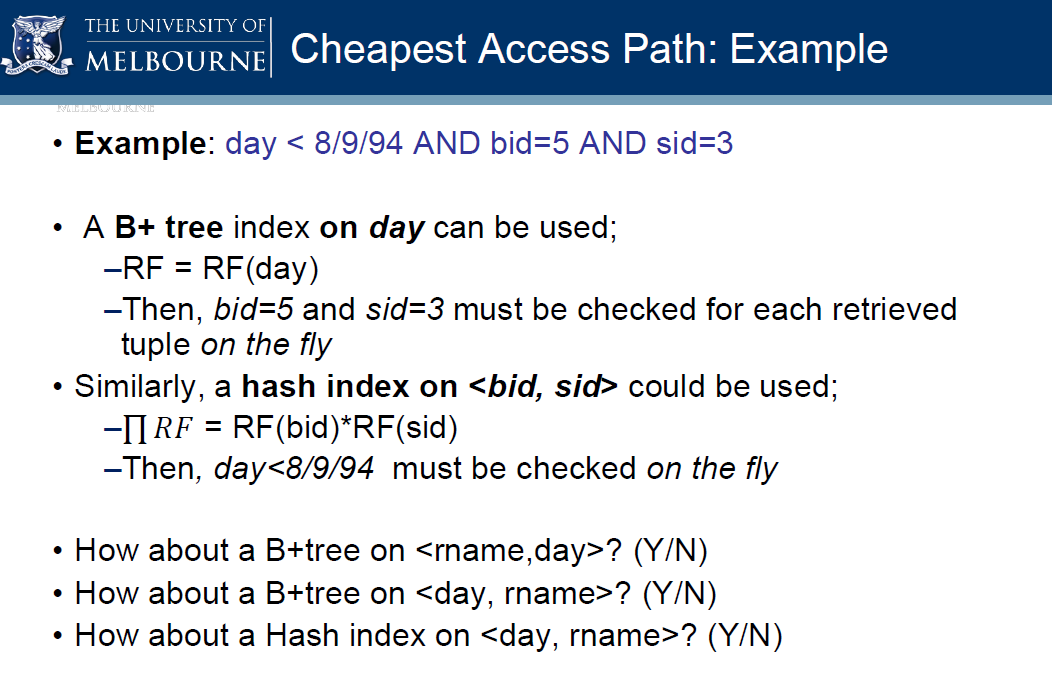 THE UNIVERSITY OF
MELBOURNE
Cheapest Access Path: Example
MELBOURNE
• Example: day < 8/9/94 AND bid=5 AND sid=3
• A B+ tree index on day can be used;
–RF = RF(day)
–Then, bid=5 and sid=3 must be checked for each retrieved
tuple on the fly
• Similarly, a hash index on <bid, sid> could be used;
–∏ RF = RF(bid)*RF(sid)
–Then, day<8/9/94 must be checked on the fly
• How about a B+tree on <rname,day>? (Y/N)
• How about a B+tree on <day, rname>? (Y/N)
• How about a Hash index on <day, rname>? (Y/N)